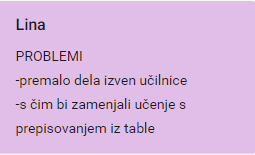 Lina
PROBLEMI
-premalo dela izven učilnice
-s čim bi zamenjali učenje s
prepisovanjem iz table